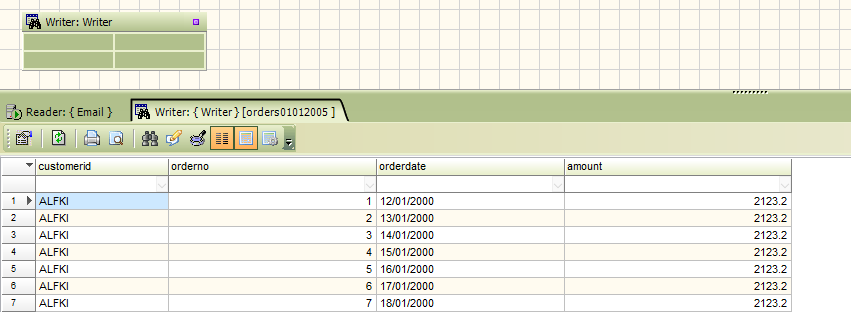 Writer: Writer
Reader: { Email }
Writer: { Writer } [orders01012005 ]
customerid orderno orderdate amount
1 ALFKI 1 12/01/2000 2123.2
2 ALFKI 2 13/01/2000 2123.2
3 ALFKI 3 14/01/2000 2123.2
4 ALFKI 4 15/01/2000 2123.2
5 ALFKI 5 16/01/2000 2123.2
6 ALFKI 6 17/01/2000 2123.2
7 ALFKI 7 18/01/2000 2123.2